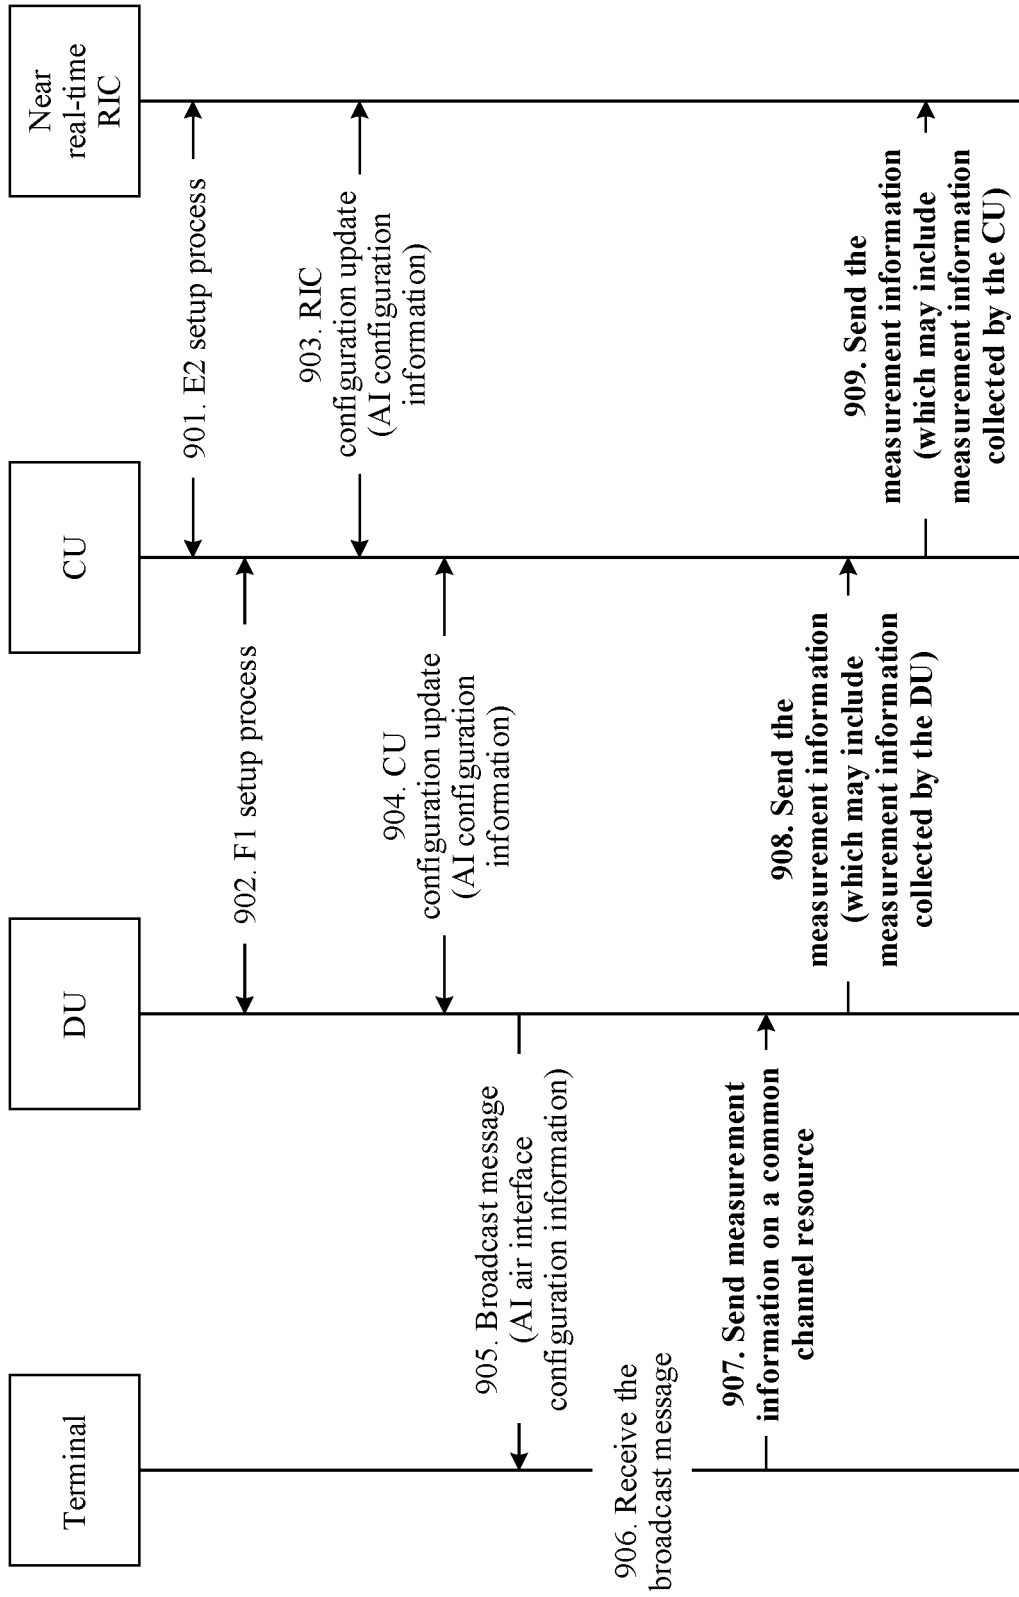 Terminal
DU
CU
Near
real-time
RIC
901. E2 setup process
902. F1 setup process
903. RIC
configuration update
(AI configuration
information)
904. CU
configuration update
(AI configuration
information)
905. Broadcast message
(AI air interface
configuration information)
906. Receive the
broadcast message
907. Send measurement
information on a common
channel resource
908. Send the
measurement information
(which may include
measurement information
collected by the DU)
909. Send the
measurement information
(which may include
measurement information
collected by the CU)